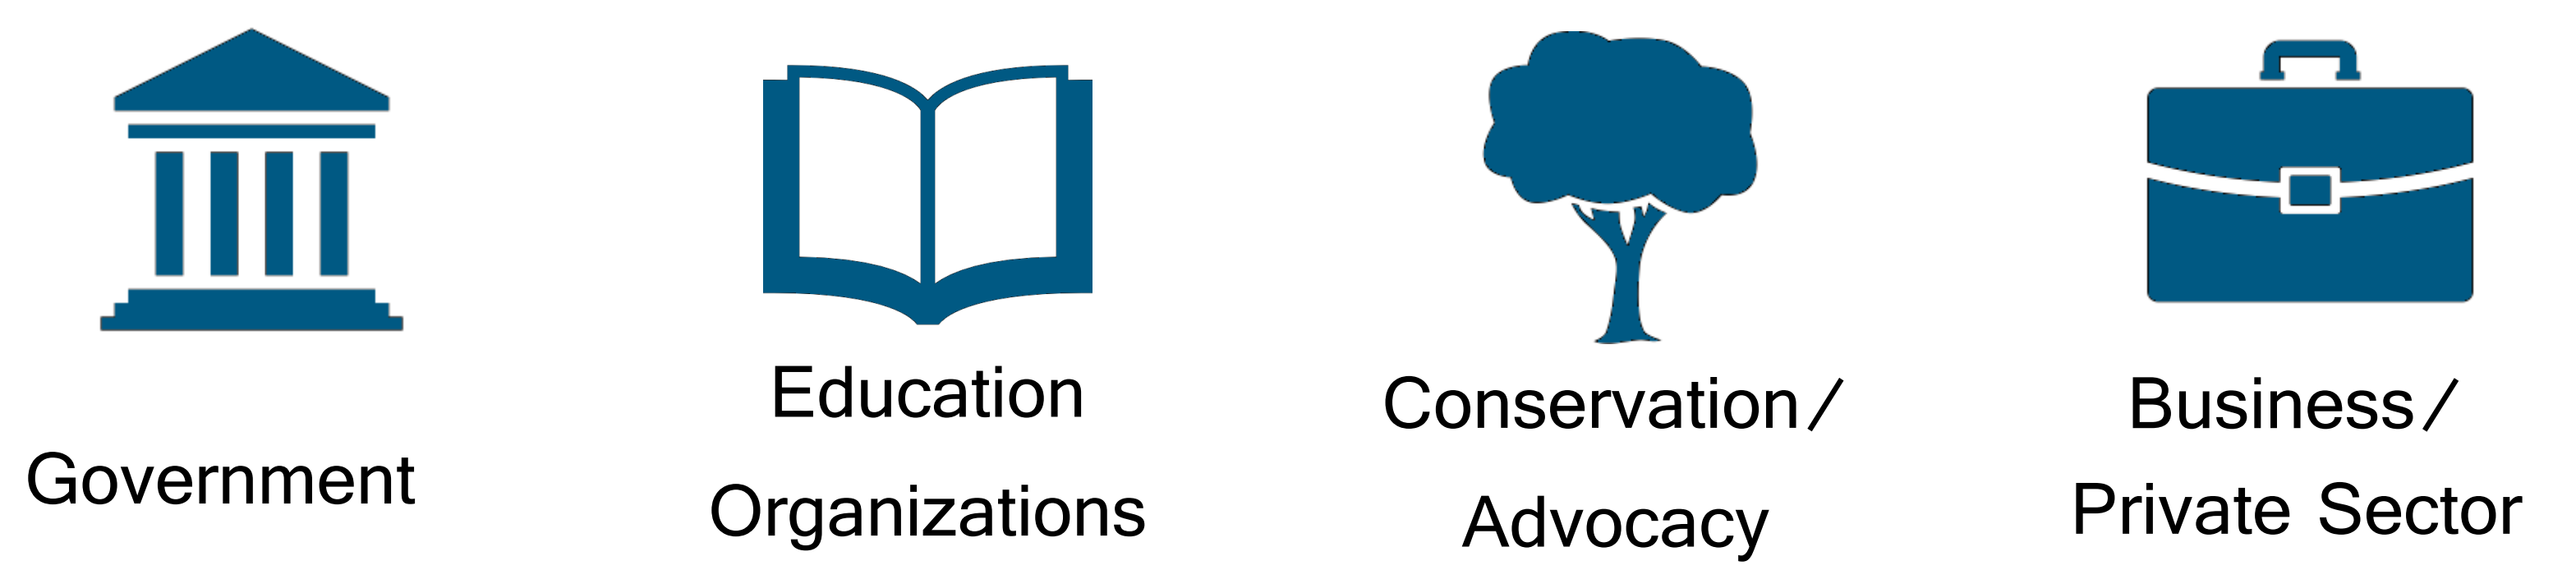 Government
Education
Organizations
Conservation/
Advocacy
Business/
Private Sector